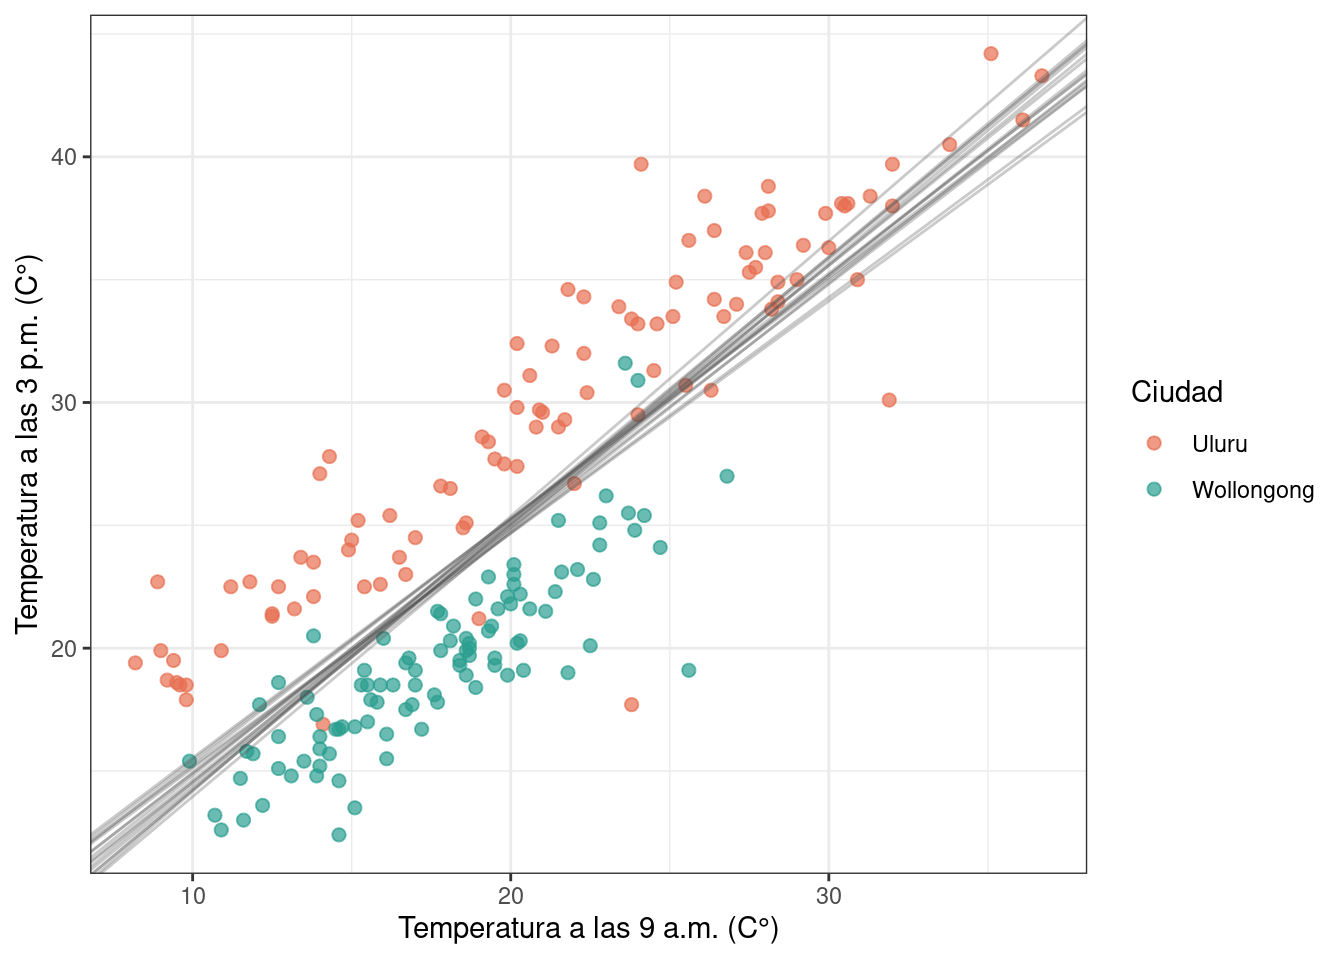 Temperatura a las 3 p.m. (C°)
40
30
20
10
20
30
Temperatura a las 9 a.m. (C°)
Ciudad
Uluru
Wollongong